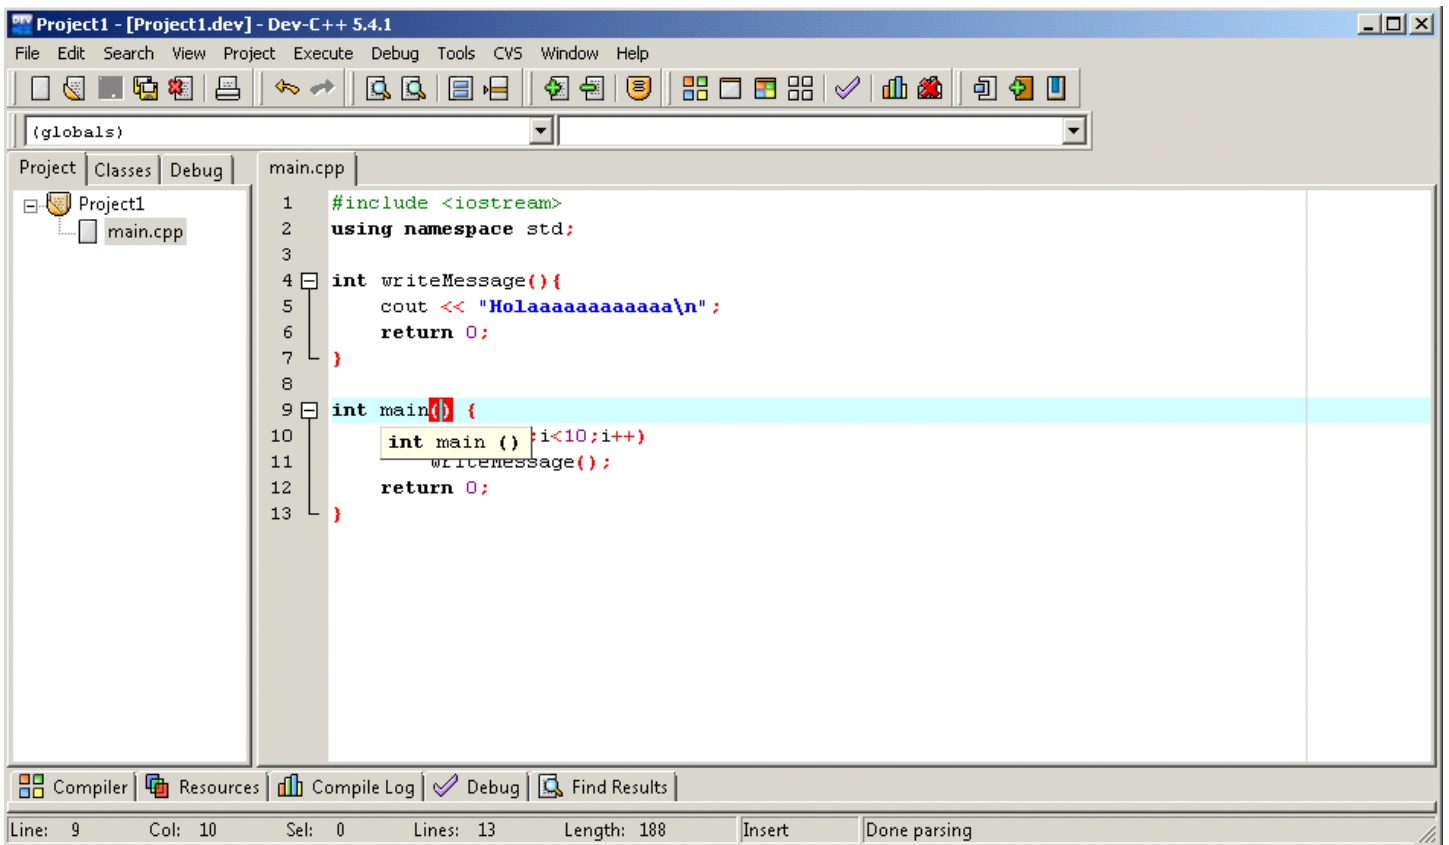 Project1 - [Project1.dev] - Dev-C++ 5.4.1
File Edit Search View Project Execute Debug Tools CVS Window Help
(globals)
Project Classes Debug
main.cpp
Project1
main.cpp
1 #include <iostream>
2 using namespace std;
3
4 int writeMessage(){
5 cout << "Holaaaaaaaaaaaa\n";
6 return 0;
7 }
8
9 int main() {
10 ;i<10;i++)
int main ()
11 writeMessage();
12 return 0;
13 }
Compiler Resources Compile Log Debug Find Results
Line: 9 Col: 10 Sel: 0 Lines: 13 Length: 188 Insert Done parsing